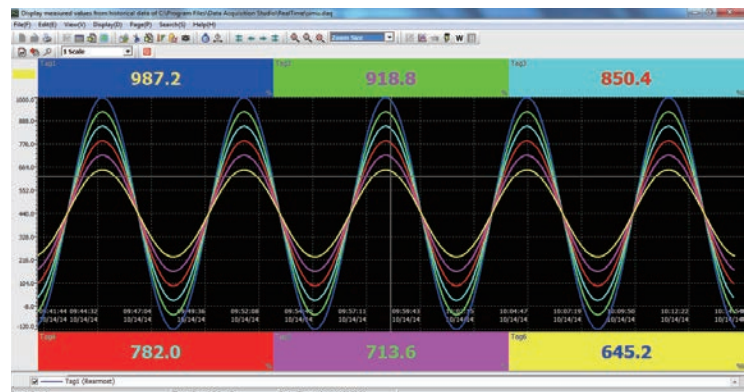 Display measured values from historical data of C:\Program Files\Data Acquisition Studio\RealTime\simu.daq
File(F) Edit(E) View(V) Display(D) Page(P) Search(S) Help(H)
Zoom Size
1 Scale
Tag1 Tag2 Tag3
987.2 918.8 850.4
% %
1000.0
888.0
776.0
664.0
552.0
440.0
328.0
216.0
104.0
-8.0
-120.0
09:41:44 09:44:32 09:47:04 09:49:36 09:52:08 09:57:11 09:59:43 10:04:47 10:07:19 10:09:50 10:12:22
10/14/14 10/14/14 10/14/14 10/14/14 10/14/14 10/14/14 10/14/14 10/14/14 10/14/14 10/14/14 10/14/14
Tag6
782.0 713.6 645.2
Tag1 (Rearmost)